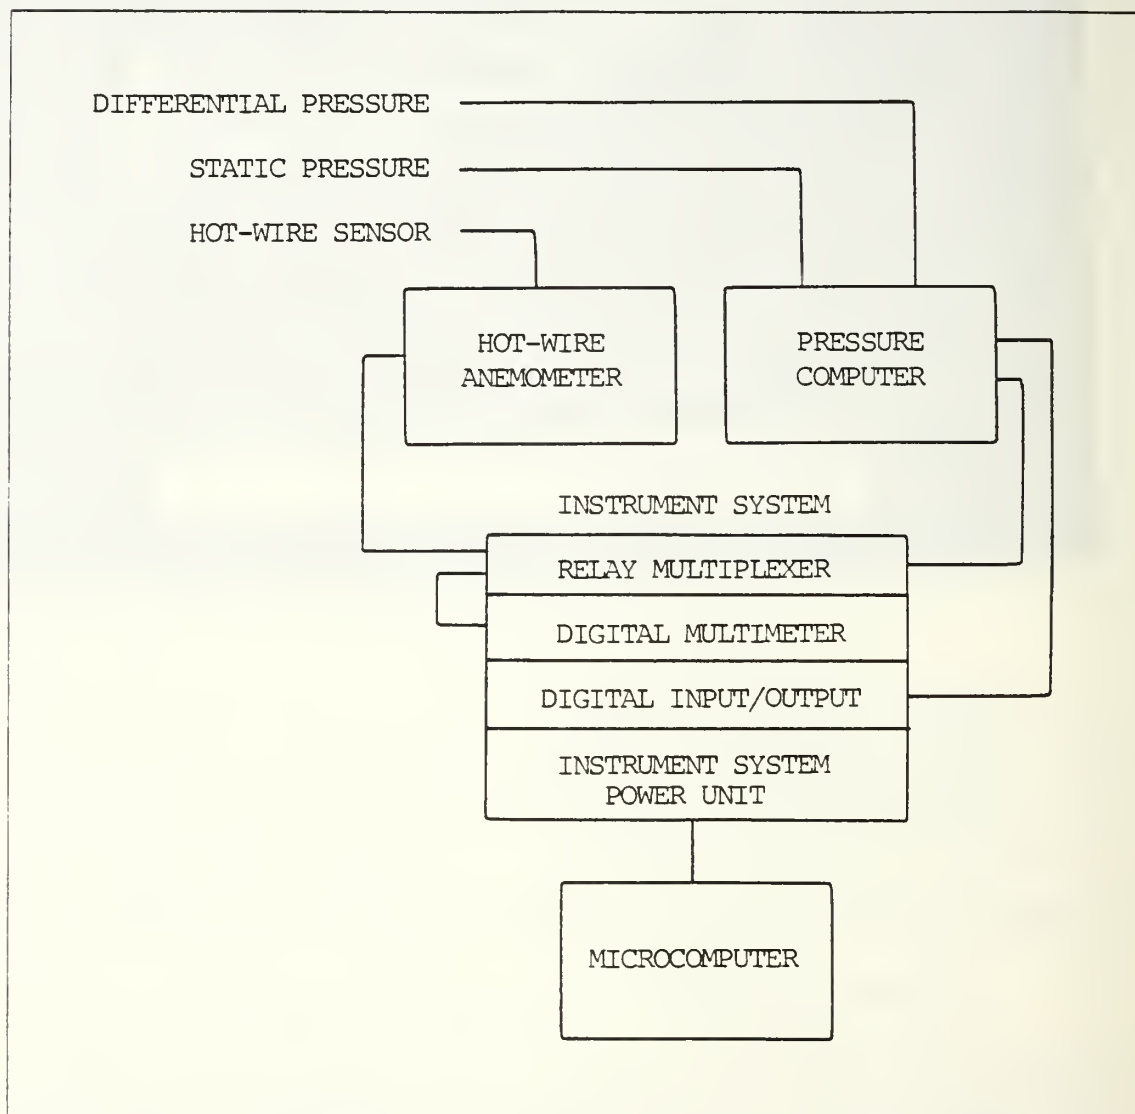 DIFFERENTIAL PRESSURE
STATIC PRESSURE
HOT-WIRE SENSOR
HOT-WIRE
ANEMOMETER
PRESSURE
COMPUTER
INSTRUMENT SYSTEM
RELAY MULTIPLEXER
DIGITAL MULTIMETER
DIGITAL INPUT/OUTPUT
INSTRUMENT SYSTEM
POWER UNIT
MICROCOMPUTER